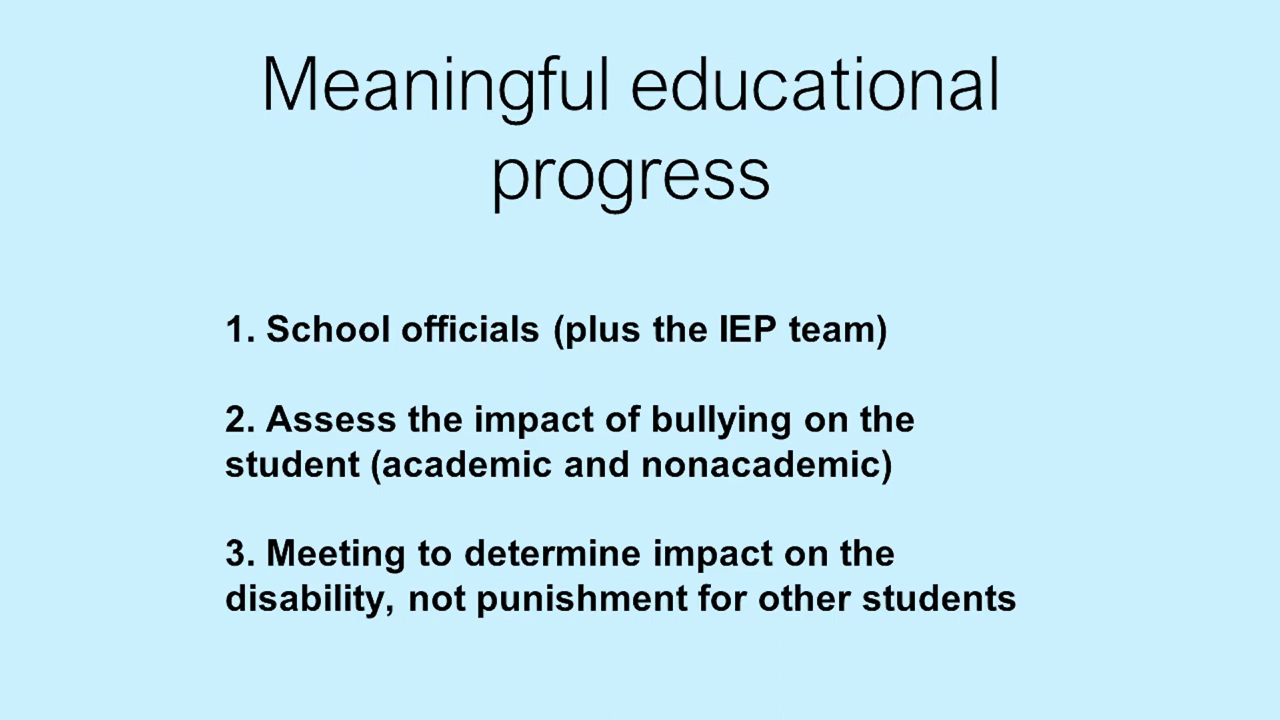 Meaningful educational
progress
1. School officials (plus the IEP team)
2. Assess the impact of bullying on the
student (academic and nonacademic)
3. Meeting to determine impact on the
disability, not punishment for other students